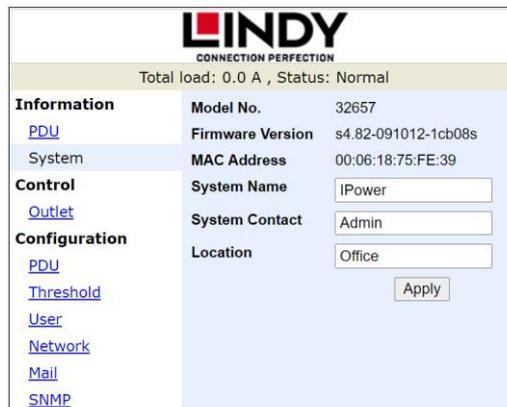 LINDY
CONNECTION PERFECTION
Total load: 0.0 A , Status: Normal
Information
PDU
System
Control
Outlet
Configuration
PDU
Threshold
User
Network
Mail
SNMP
Model No. 32657
Firmware Version s4.82-091012-1cb08s
MAC Address 00:06:18:75:FE:39
System Name IPower
System Contact Admin
Location Office
Apply